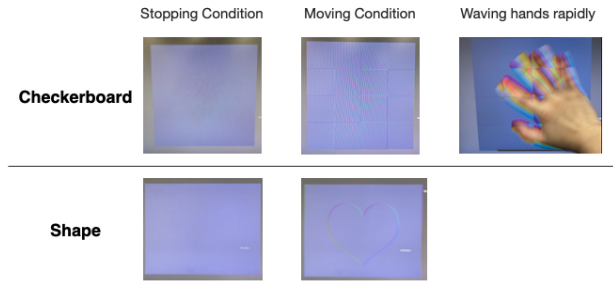 Stopping Condition Moving Condition Waving hands rapidly
Checkerboard
Shape